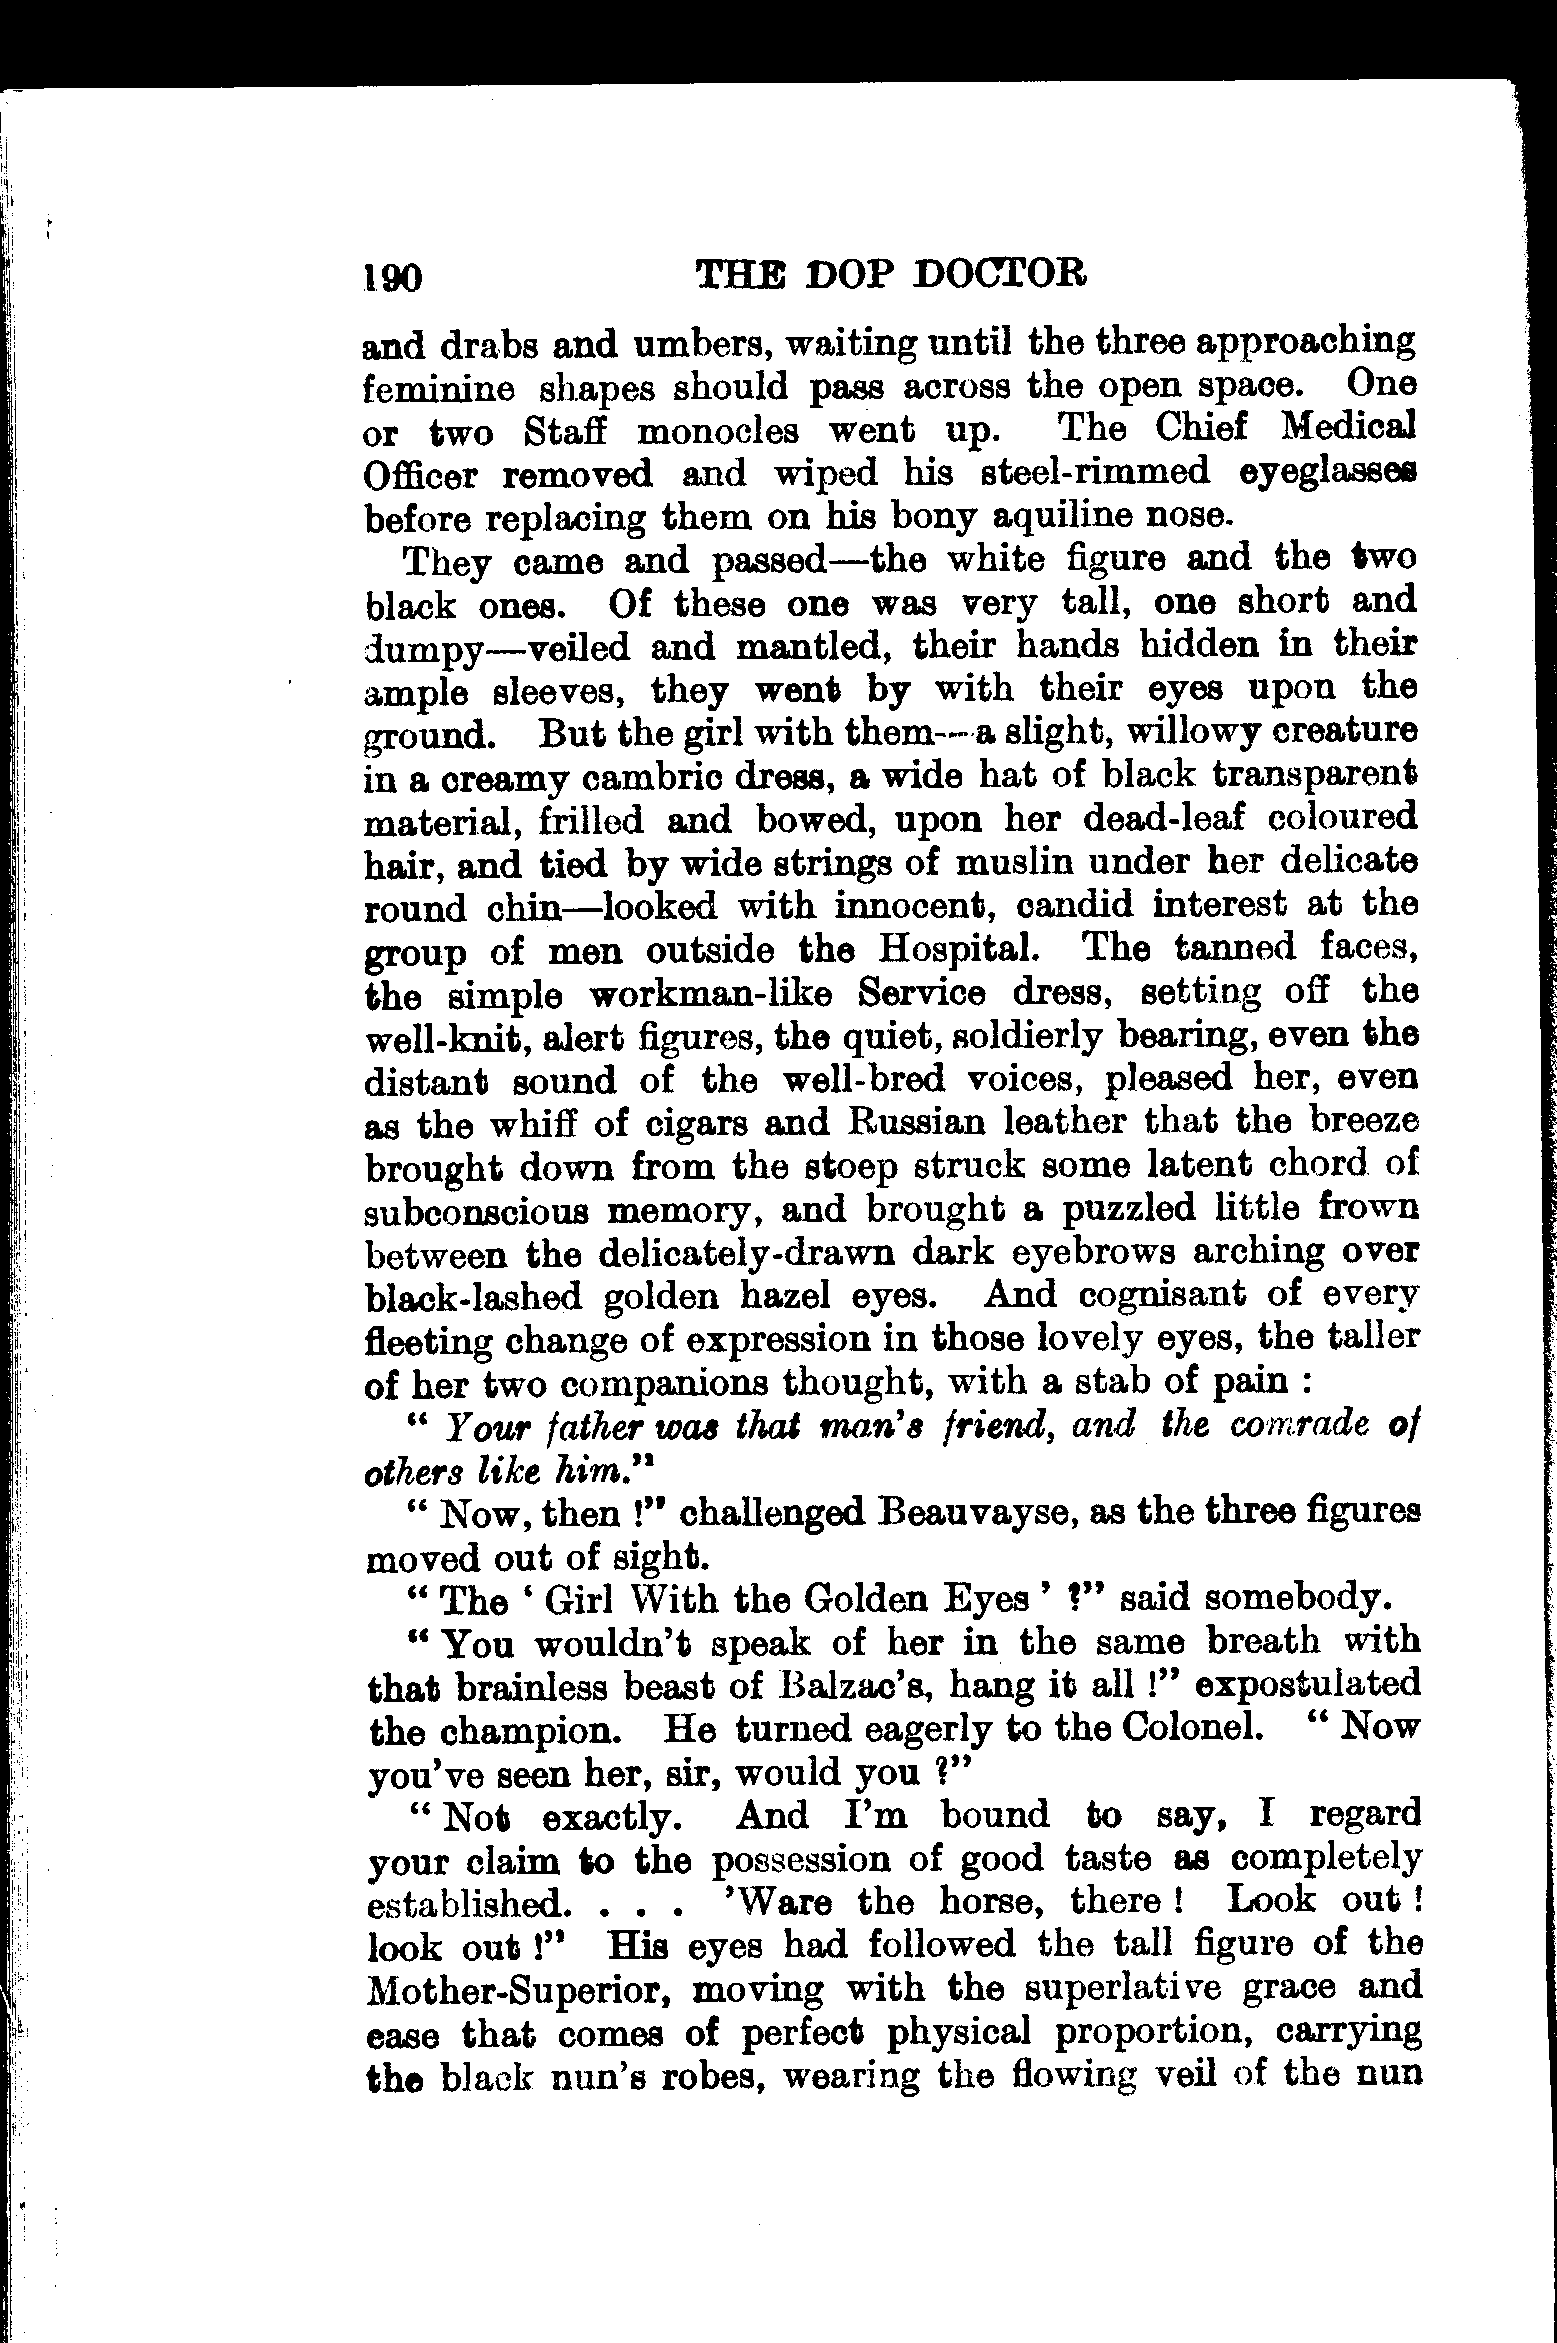 190 THE DOP DOCTOR
and drabs and umbers, waiting until the three approaching
feminine shapes should pass across the open space. One
or two Staff monocles went up. The Chief Medical
Officer removed and wiped his steel-rimmed eyeglasses
before replacing them on his bony aquiline nose.
They came and passed—the white figure and the two
black ones. Of these one was very tall, one short and
dumpy—veiled and mantled, their hands hidden in their
ample sleeves, they went by with their eyes upon the
ground. But the girl with them—a slight, willowy creature
in a creamy cambric dress, a wide hat of black transparent
material, frilled and bowed, upon her dead-leaf coloured
hair, and tied by wide strings of muslin under her delicate
round chin—looked with innocent, candid interest at the
group of men outside the Hospital. The tanned faces,
the simple workman-like Service dress, setting off the
well-knit, alert figures, the quiet, soldierly bearing, even the
distant sound of the well-bred voices, pleased her, even
as the whiff of cigars and Russian leather that the breeze
brought down from the stoep struck some latent chord of
subconscious memory, and brought a puzzled little frown
between the delicately-drawn dark eyebrows arching over
black-lashed golden hazel eyes. And cognisant of every
fleeting change of expression in those lovely eyes, the taller
of her two companions thought, with a stab of pain :
“ Your father was that man’s friend, and the comrade of
others like him.”
“ Now, then !” challenged Beauvayse, as the three figures
moved out of sight.
“ The ‘ Girl With the Golden Eyes ’ ?” said somebody.
“ You wouldn’t speak of her in the same breath with
that brainless beast of Balzac’s, hang it all !” expostulated
the champion. He turned eagerly to the Colonel. “ Now
you’ve seen her, sir, would you ?”
“ Not exactly. And I’m bound to say, I regard
your claim to the possession of good taste as completely
established. . . . ’Ware the horse, there ! Look out !
look out !” His eyes had followed the tall figure of the
Mother-Superior, moving with the superlative grace and
ease that comes of perfect physical proportion, carrying
the black nun’s robes, wearing the flowing veil of the nun